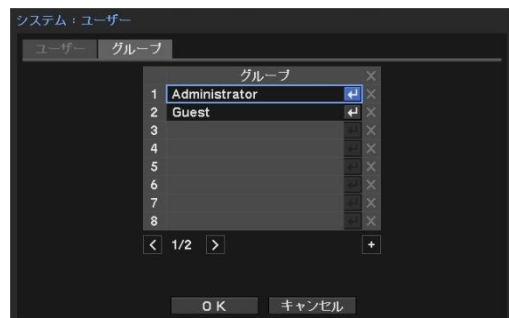 システム：ユーザー
ユーザー グループ
グループ X
1 Administrator ↵ X
2 Guest ↵ X
3 ↵ X
4 ↵ X
5 ↵ X
6 ↵ X
7 ↵ X
8 ↵ X
< 1/2 > +
OK キャンセル